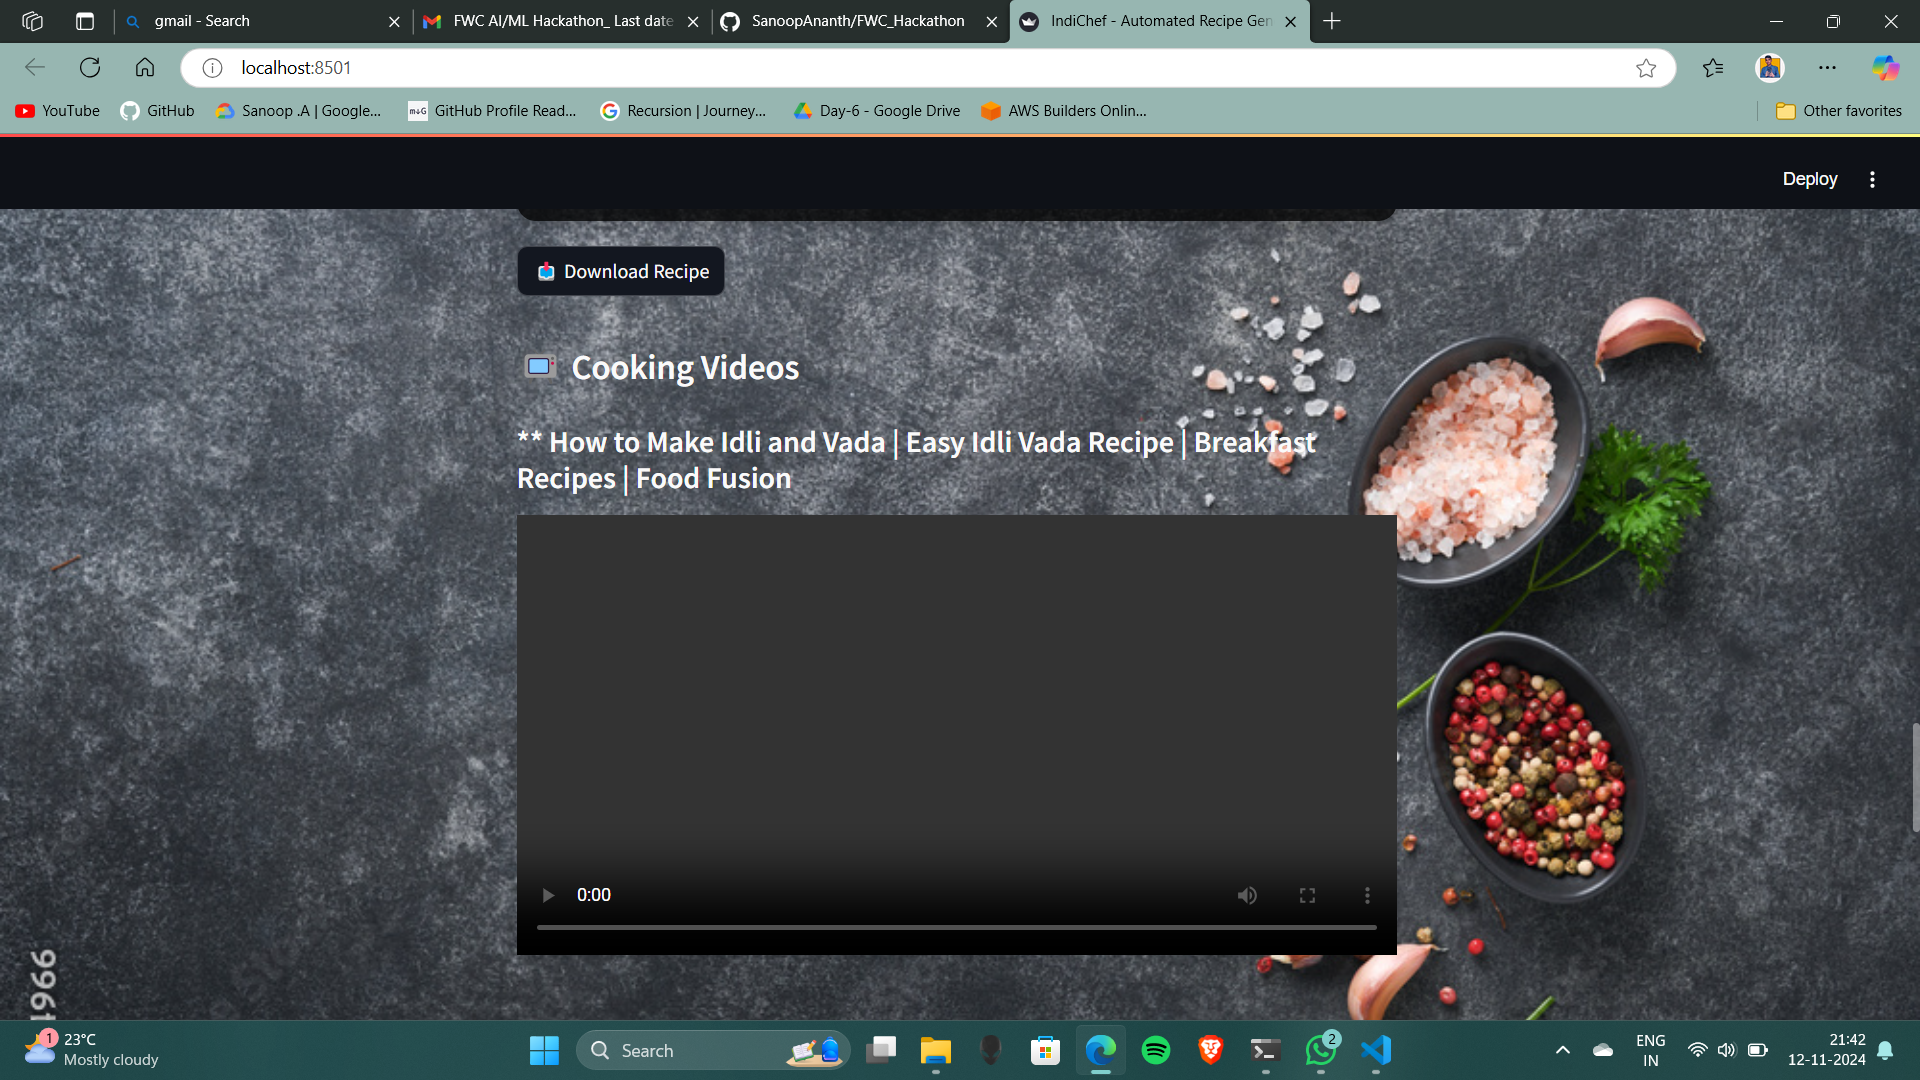 gmail - Search
FWC AI/ML Hackathon_ Last date
SanoopAnanth/FWC_Hackathon
IndiChef - Automated Recipe Gen
localhost:8501
YouTube
GitHub
Sanoop .A | Google...
M↓G
GitHub Profile Read...
Recursion | Journey...
Day-6 - Google Drive
AWS Builders Onlin...
Other favorites
Deploy
Download Recipe
Cooking Videos
** How to Make Idli and Vada | Easy Idli Vada Recipe | Breakfast
Recipes | Food Fusion
0:00
1
23°C
Mostly cloudy
Search
2
ENG
IN
21:42
12-11-2024